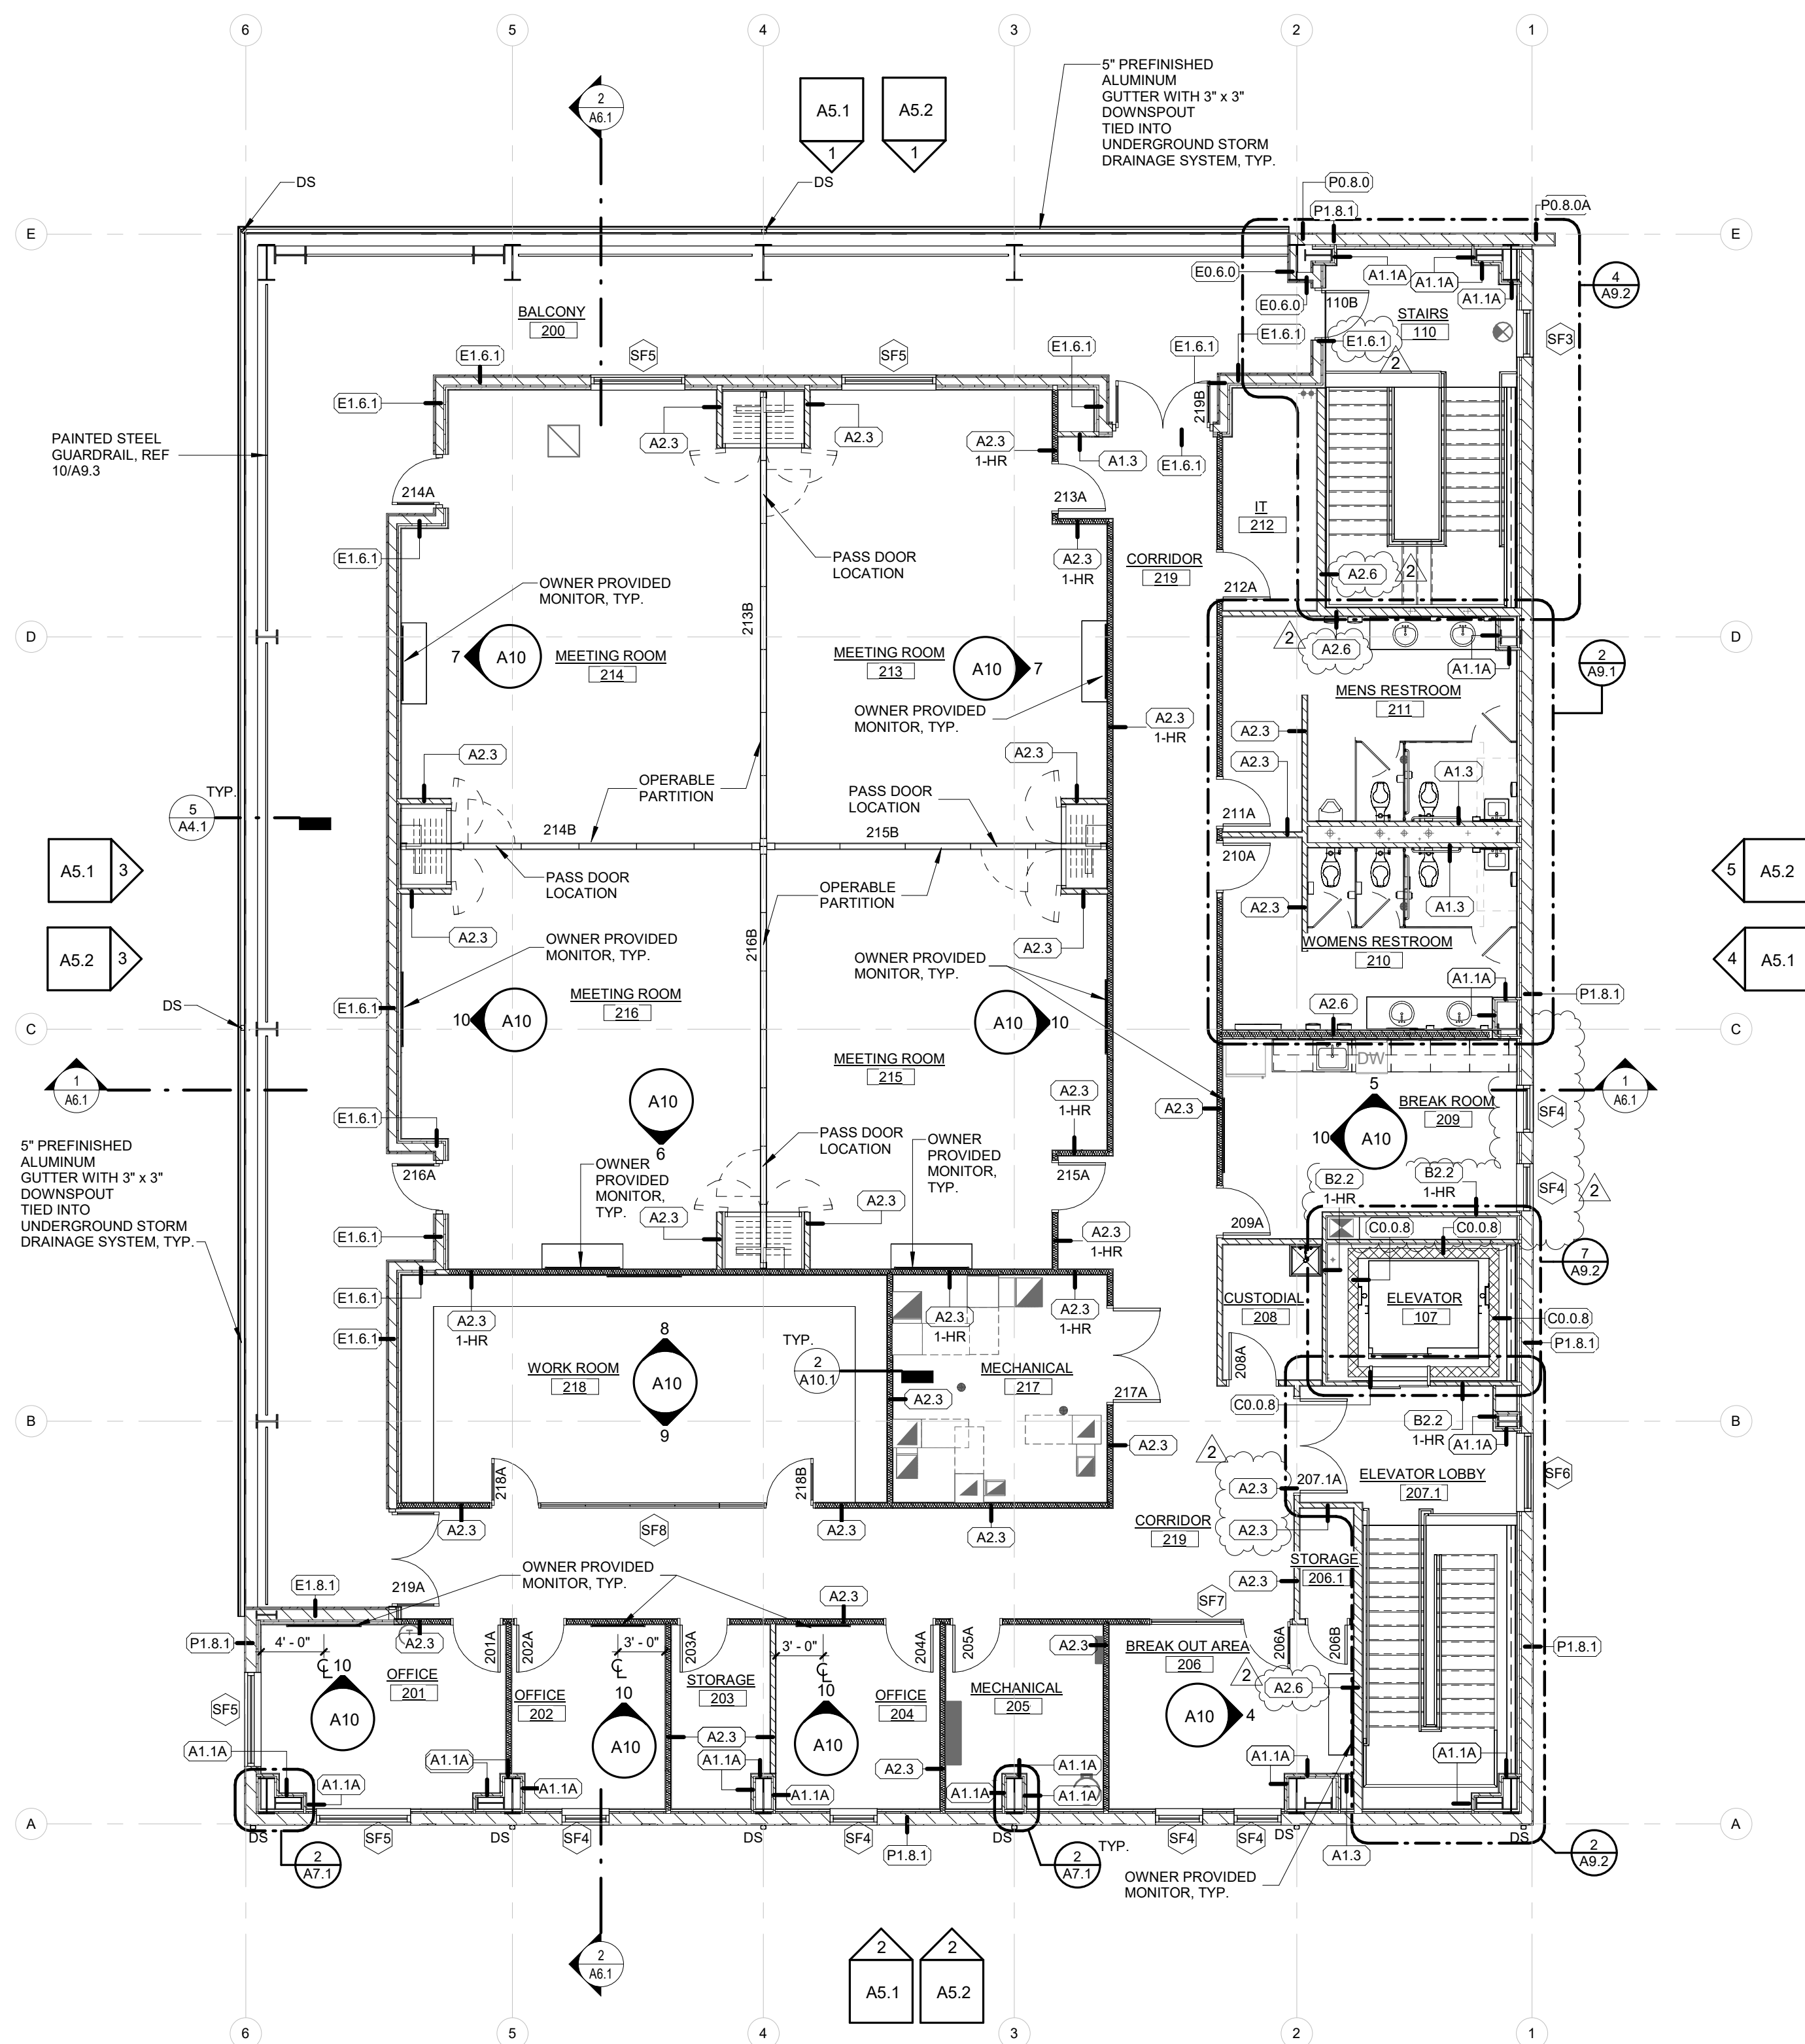 6
5
4
3
2
1
2
A6.1
A5.1
1
A5.2
1
5" PREFINISHED
ALUMINUM
GUTTER WITH 3" x 3"
DOWNSPOUT
TIED INTO
UNDERGROUND STORM
DRAINAGE SYSTEM, TYP.
DS
DS
P0.8.0
P1.8.1
P0.8.0A
E
E
E0.6.0
E0.6.0
110B
A1.1A
A1.1A
A1.1A
4
A9.2
STAIRS
110
SF3
BALCONY
200
E1.6.1
SF5
SF5
E1.6.1
E1.6.1
E1.6.1
E1.6.1
2
E1.6.1
219B
PAINTED STEEL
GUARDRAIL, REF
10/A9.3
A2.3
A2.3
A2.3
1-HR
A1.3
E1.6.1
214A
213A
E1.6.1
PASS DOOR
LOCATION
A2.3
1-HR
CORRIDOR
219
IT
212
212A
A2.6
2
OWNER PROVIDED
MONITOR, TYP.
213B
D
D
7
A10
MEETING ROOM
214
MEETING ROOM
213
A10
7
2
A2.6
A1.1A
2
A9.1
MENS RESTROOM
211
OWNER PROVIDED
MONITOR, TYP.
A2.3
1-HR
A2.3
A2.3
A1.3
A2.3
A2.3
OPERABLE
PARTITION
PASS DOOR
LOCATION
TYP.
5
A4.1
214B
215B
211A
210A
A5.1
3
5
A5.2
PASS DOOR
LOCATION
OPERABLE
PARTITION
A2.3
A1.3
A2.3
A2.3
216B
OWNER PROVIDED
MONITOR, TYP.
OWNER PROVIDED
MONITOR, TYP.
WOMENS RESTROOM
210
A5.2
3
4
A5.1
A1.1A
P1.8.1
DS
E1.6.1
MEETING ROOM
216
10
A10
A10
10
A2.6
C
C
DW
MEETING ROOM
215
1
A6.1
1
A6.1
A10
6
A2.3
1-HR
A2.3
5
BREAK ROOM
209
SF4
10
A10
E1.6.1
PASS DOOR
LOCATION
OWNER
PROVIDED
MONITOR,
TYP.
5" PREFINISHED
ALUMINUM
GUTTER WITH 3" x 3"
DOWNSPOUT
TIED INTO
UNDERGROUND STORM
DRAINAGE SYSTEM, TYP.
216A
OWNER
PROVIDED
MONITOR,
TYP.
215A
B2.2
1-HR
B2.2
1-HR
SF4
2
A2.3
A2.3
209A
E1.6.1
A2.3
1-HR
C0.0.8
C0.0.8
7
A9.2
E1.6.1
A2.3
1-HR
A2.3
1-HR
A2.3
1-HR
CUSTODIAL
208
ELEVATOR
107
C0.0.8
E1.6.1
P1.8.1
8
WORK ROOM
218
A10
9
TYP.
2
A10.1
MECHANICAL
217
217A
208A
A2.3
C0.0.8
B2.2
1-HR
A1.1A
B
B
A2.3
2
218A
218B
207.1A
ELEVATOR LOBBY
207.1
SF6
A2.3
A2.3
SF8
A2.3
A2.3
CORRIDOR
219
A2.3
STORAGE
206.1
OWNER PROVIDED
MONITOR, TYP.
E1.8.1
219A
A2.3
A2.3
SF7
P1.8.1
4' - 0"
A2.3
201A
202A
3' - 0"
203A
3' - 0"
204A
205A
A2.3
BREAK OUT AREA
206
206A
206B
P1.8.1
10
OFFICE
201
10
OFFICE
202
STORAGE
203
10
OFFICE
204
MECHANICAL
205
2
A2.6
SF5
A10
A10
A2.3
A10
A10
4
A1.1A
A1.1A
A1.1A
A1.1A
A1.1A
A1.1A
A2.3
A1.1A
A1.1A
A1.1A
A1.1A
A1.1A
DS
SF5
DS
SF4
DS
SF4
DS
TYP.
SF4
SF4
DS
DS
A
A
2
A7.1
P1.8.1
2
A7.1
A1.3
2
A9.2
OWNER PROVIDED
MONITOR, TYP.
2
A6.1
2
A5.1
2
A5.2
6
5
4
3
2
1